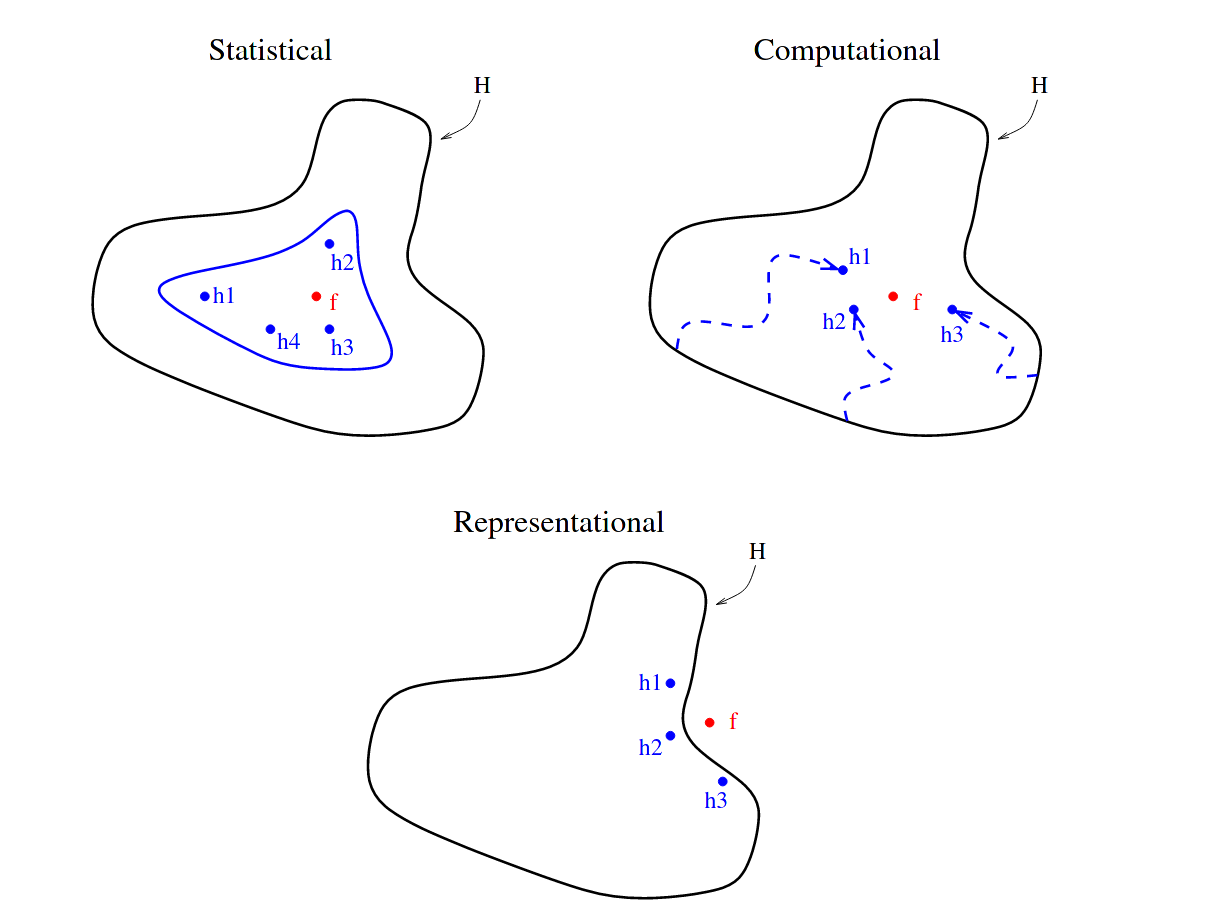 Statistical
H
h2
h1
f
h4
h3
Computational
H
h1
f
h2
h3
Representational
H
h1
f
h2
h3